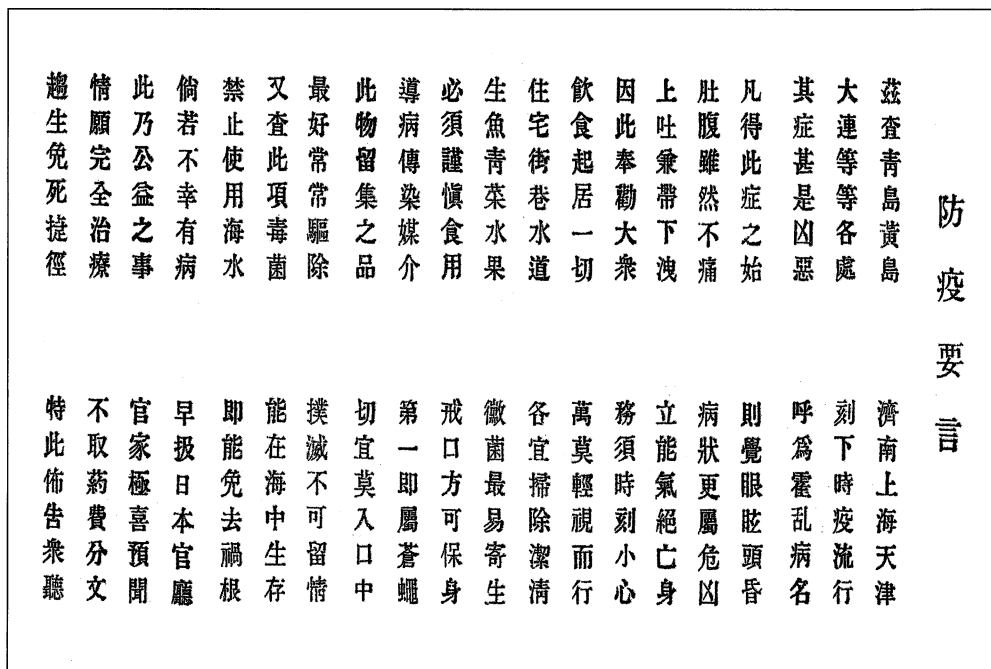 防疫要言
茲査靑島黃島　濟南上海天津
大連等等各處　刻下時疫流行
其症甚是凶惡　呼爲霍乱病名
凡得此症之始　則覺眼眩頭昏
肚腹雖然不痛　病狀更屬危凶
上吐兼帶下洩　立能氣絕亡身
因此奉勸大衆　務須時刻小心
飮食起居一切　萬莫輕視而行
住宅街巷水道　各宜掃除潔淸
生魚靑菜水果　黴菌最易寄生
必須謹愼食用　戒口方可保身
導病傳染媒介　第一即屬蒼蠅
此物留集之品　切宜莫入口中
最好常常驅除　撲滅不可留情
又査此項毒菌　能在海中生存
禁止使用海水　即能免去禍根
倘若不幸有病　早扱日本官廳
此乃公益之事　官家極喜預聞
情願完全治療　不取葯費分文
趨生免死捷徑　特此佈告衆聽